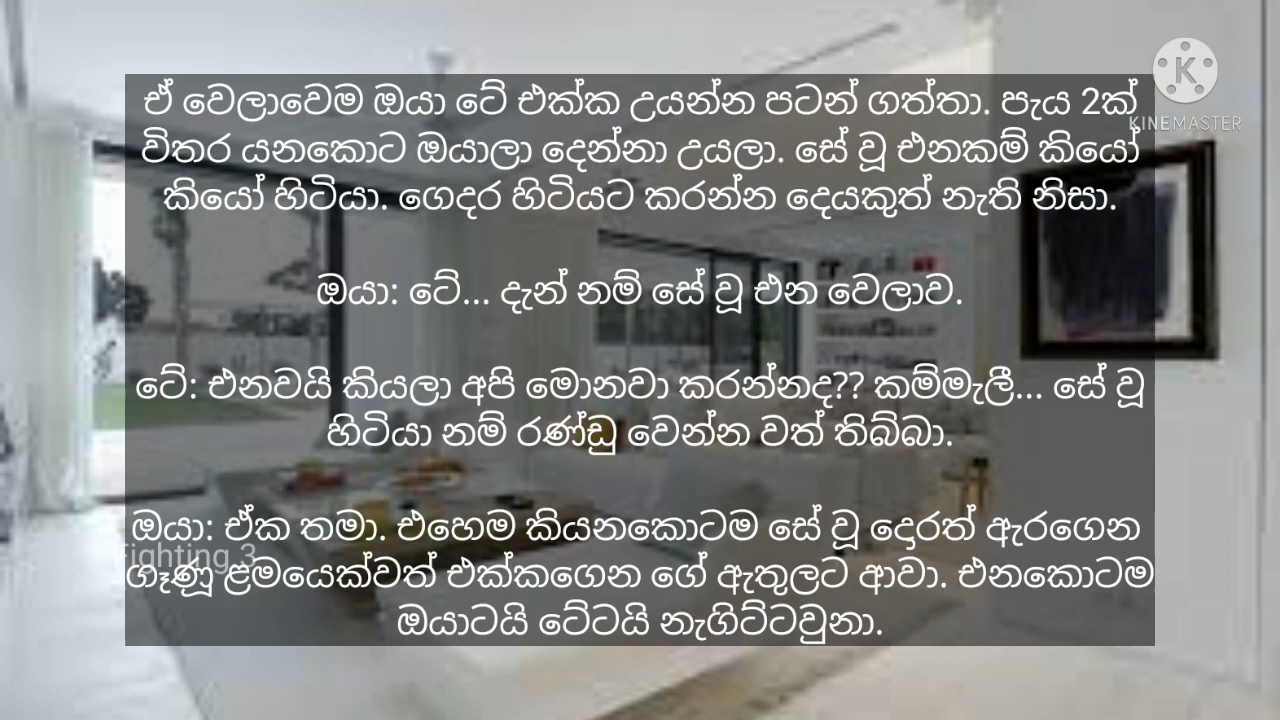 ඒ වෙලාවෙම ඔයා ටේ එක්ක උයන්න පටන් ගත්තා. පැය 2ක්
විතර යනකොට ඔයාලා දෙන්නා උයලා. සේ වූ එනකම් කියෝ
කියෝ හිටියා. ගෙදර හිටියට කරන්න දෙයකුත් නැති නිසා.
ඔයා: ටේ... දැන් නම් සේ වූ එන වෙලාව.
ටේ: එනවයි කියලා අපි මොනවා කරන්නද?? කම්මැලී... සේ වූ
හිටියා නම් රණ්ඩු වෙන්න වත් තිබ්බා.
ඔයා: ඒක තමා. එහෙම කියනකොටම සේ වූ දොරත් ඇරගෙන
ගෑණූ ළමයෙක්වත් එක්කගෙන ගේ ඇතුලට ආවා. එනකොටම
ඔයාටයි ටේටයි නැගිට්ටවුනා.
Fighting 3
K
KINEMASTER